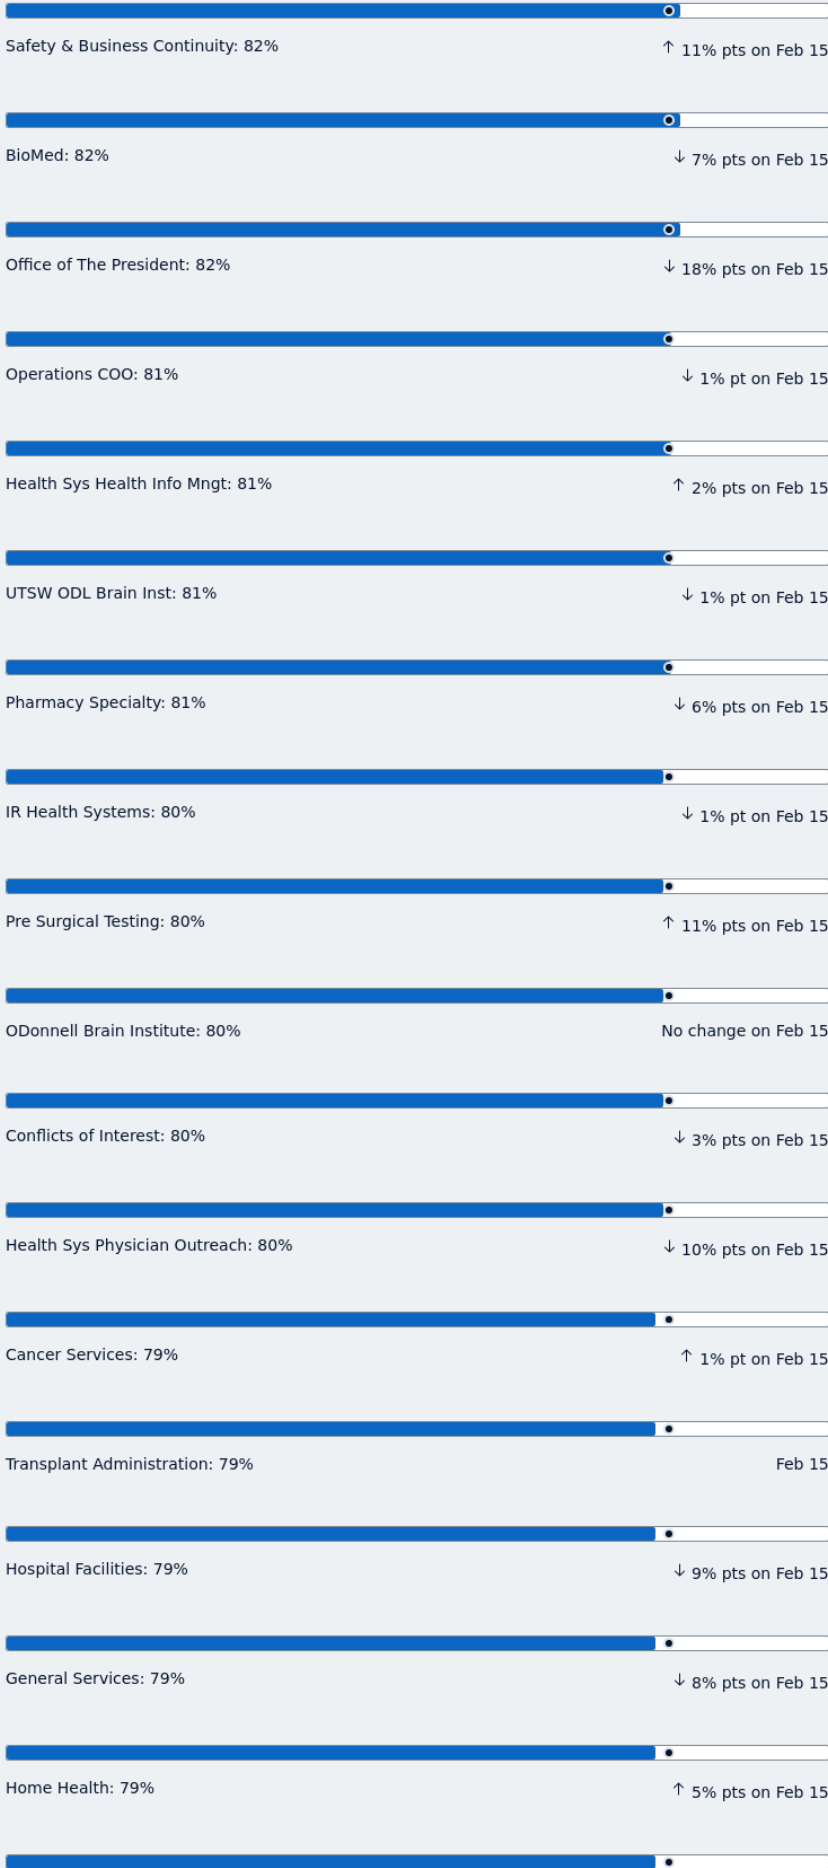 Safety & Business Continuity: 82%
↑ 11% pts on Feb 15
BioMed: 82%
↓ 7% pts on Feb 15
Office of The President: 82%
↓ 18% pts on Feb 15
Operations COO: 81%
↓ 1% pt on Feb 15
Health Sys Health Info Mngt: 81%
↑ 2% pts on Feb 15
UTSW ODL Brain Inst: 81%
↓ 1% pt on Feb 15
Pharmacy Specialty: 81%
↓ 6% pts on Feb 15
IR Health Systems: 80%
↓ 1% pt on Feb 15
Pre Surgical Testing: 80%
↑ 11% pts on Feb 15
ODonnell Brain Institute: 80%
No change on Feb 15
Conflicts of Interest: 80%
↓ 3% pts on Feb 15
Health Sys Physician Outreach: 80%
↓ 10% pts on Feb 15
Cancer Services: 79%
↑ 1% pt on Feb 15
Transplant Administration: 79%
Feb 15
Hospital Facilities: 79%
↓ 9% pts on Feb 15
General Services: 79%
↓ 8% pts on Feb 15
Home Health: 79%
↑ 5% pts on Feb 15